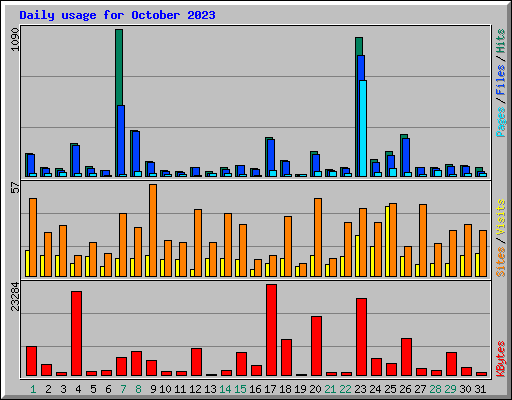 Daily usage for October 2023
1090
Pages / Files / Hits
57
Sites / Visits
23284
KBytes
1 2 3 4 5 6 7 8 9 10 11 12 13 14 15 16 17 18 19 20 21 22 23 24 25 26 27 28 29 30 31